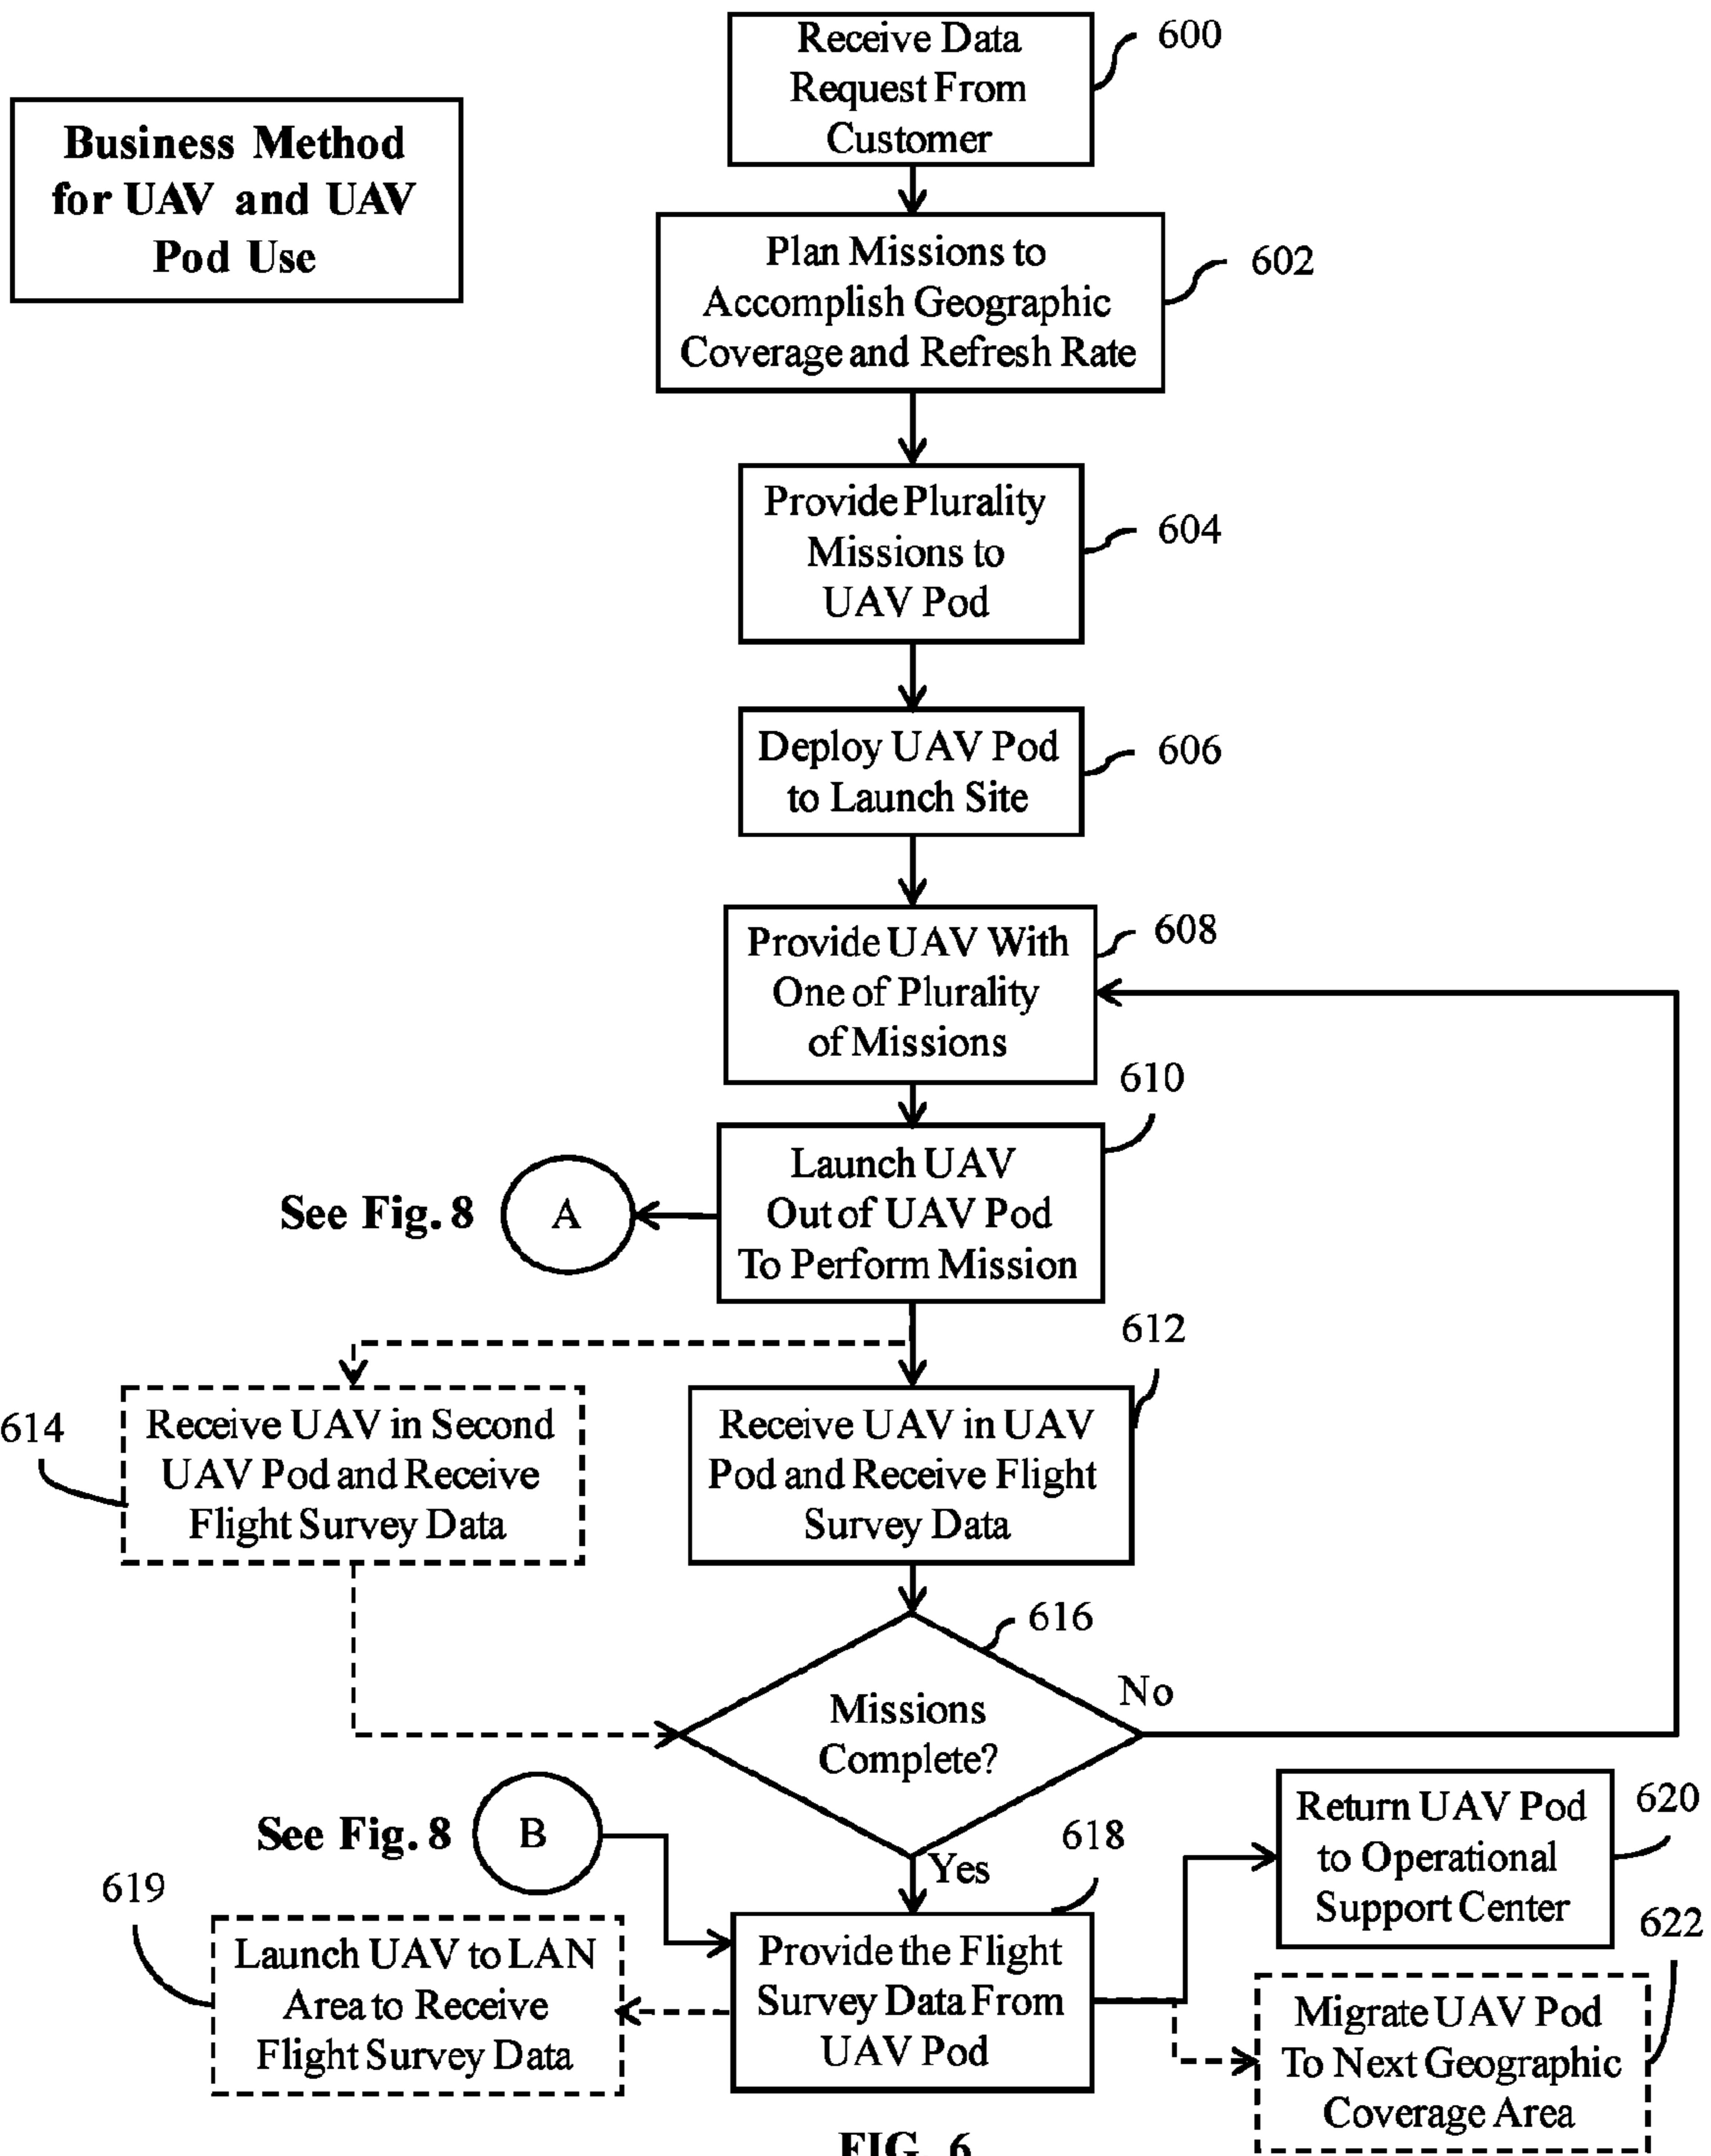 Business Method
for UAV and UAV
Pod Use
Receive Data
Request From
Customer
600
Plan Missions to
Accomplish Geographic
Coverage and Refresh Rate
602
Provide Plurality
Missions to
UAV Pod
604
Deploy UAV Pod
to Launch Site
606
Provide UAV With
One of Plurality
of Missions
608
Launch UAV
Out of UAV Pod
To Perform Mission
610
See Fig. 8
A
Receive UAV in UAV
Pod and Receive Flight
Survey Data
612
Receive UAV in Second
UAV Pod and Receive
Flight Survey Data
614
Missions
Complete?
616
No
Yes
See Fig. 8
B
Provide the Flight
Survey Data From
UAV Pod
618
Launch UAV to LAN
Area to Receive
Flight Survey Data
619
Return UAV Pod
to Operational
Support Center
620
Migrate UAV Pod
To Next Geographic
Coverage Area
622
FIG. 6